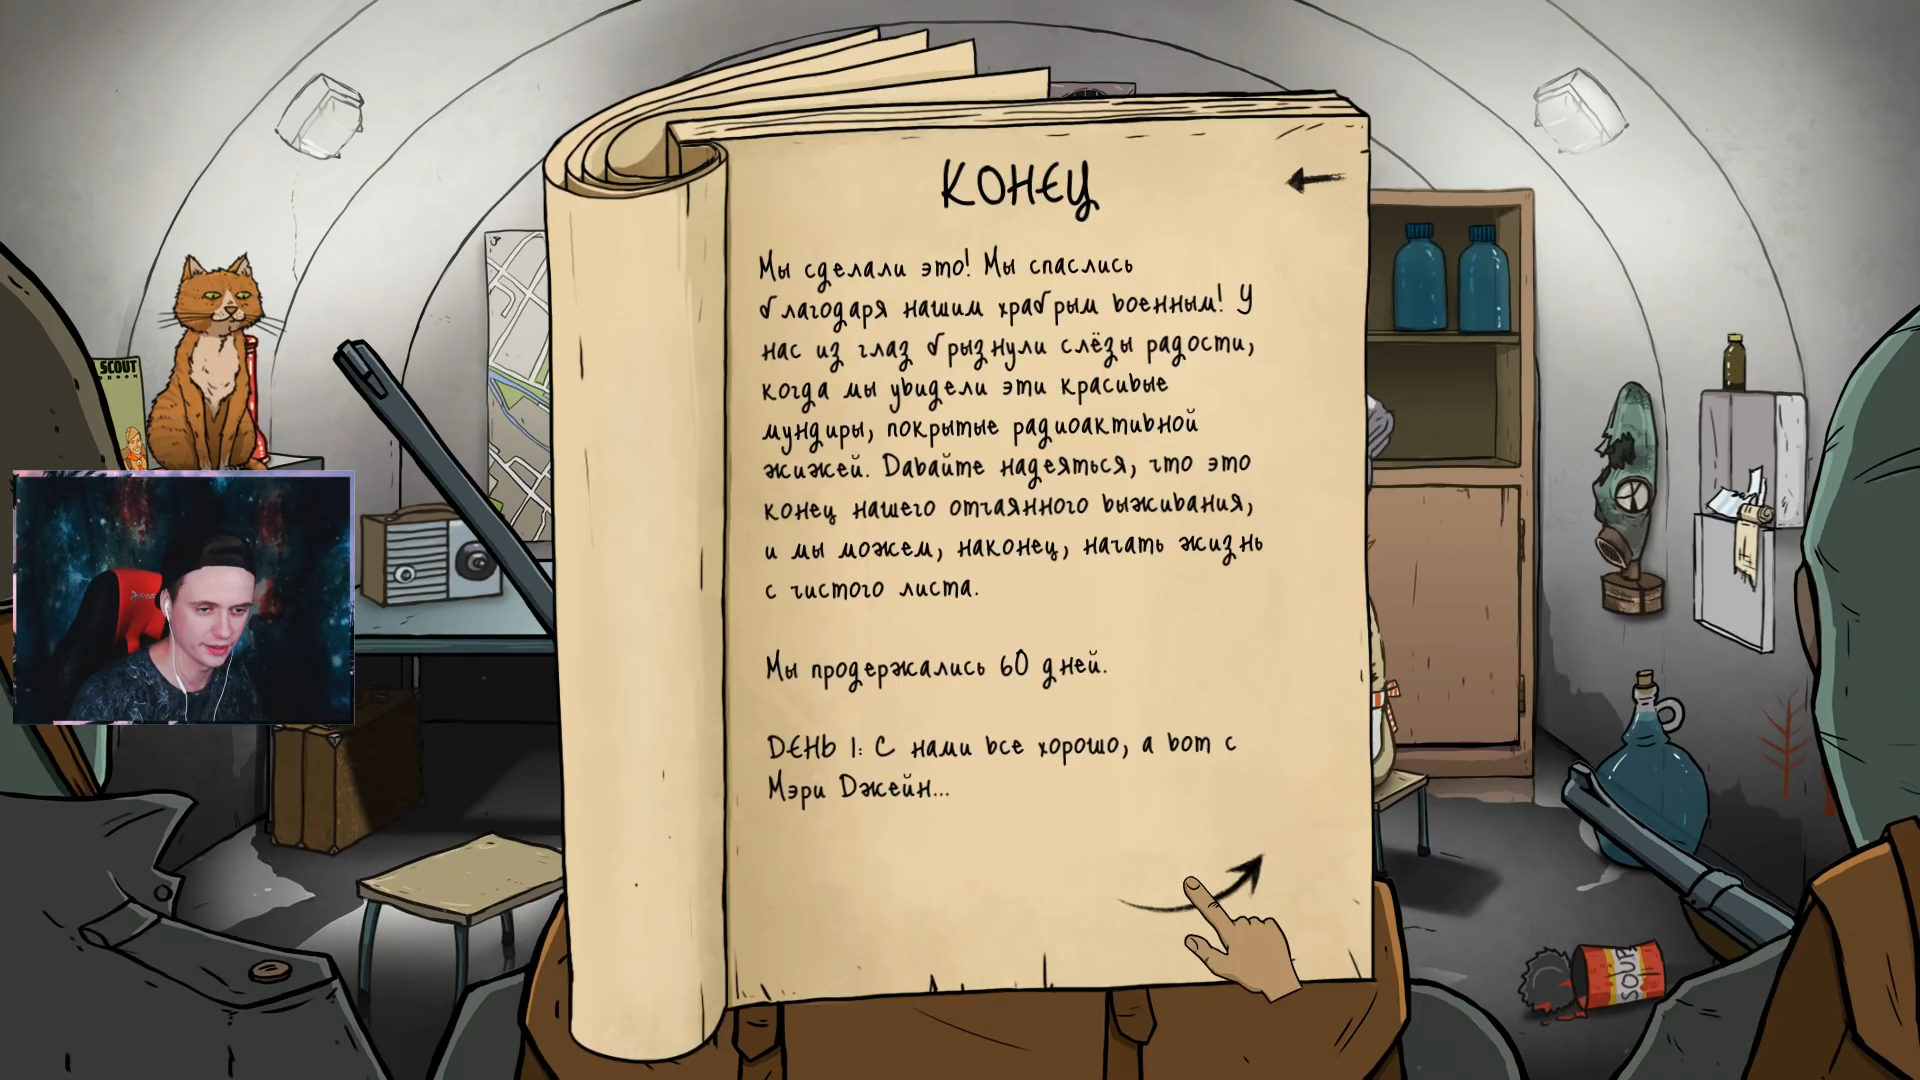 КОНЕЦ
Мы сделали это! Мы спаслись
благодаря нашим храбрым военным! У
нас из глаз брызнули слёзы радости,
когда мы увидели эти красивые
мундиры, покрытые радиоактивной
жижей. Давайте надеяться, что это
конец нашего отчаянного выживания,
и мы можем, наконец, начать жизнь
с чистого листа.
Мы продержались 60 дней.
ДЕНЬ 1: С нами все хорошо, а вот с
Мэри Джейн...
SCOUT
SOUP